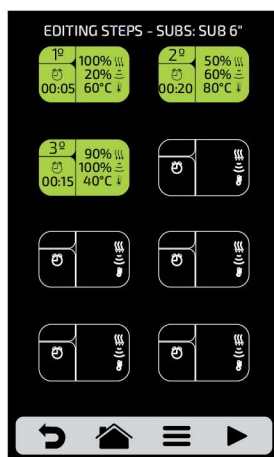 EDITING STEPS - SUBS: SUB 6"
1º
100%
20%
00:05 60°C
2º
50%
60%
00:20 80°C
3º
90%
100%
00:15 40°C